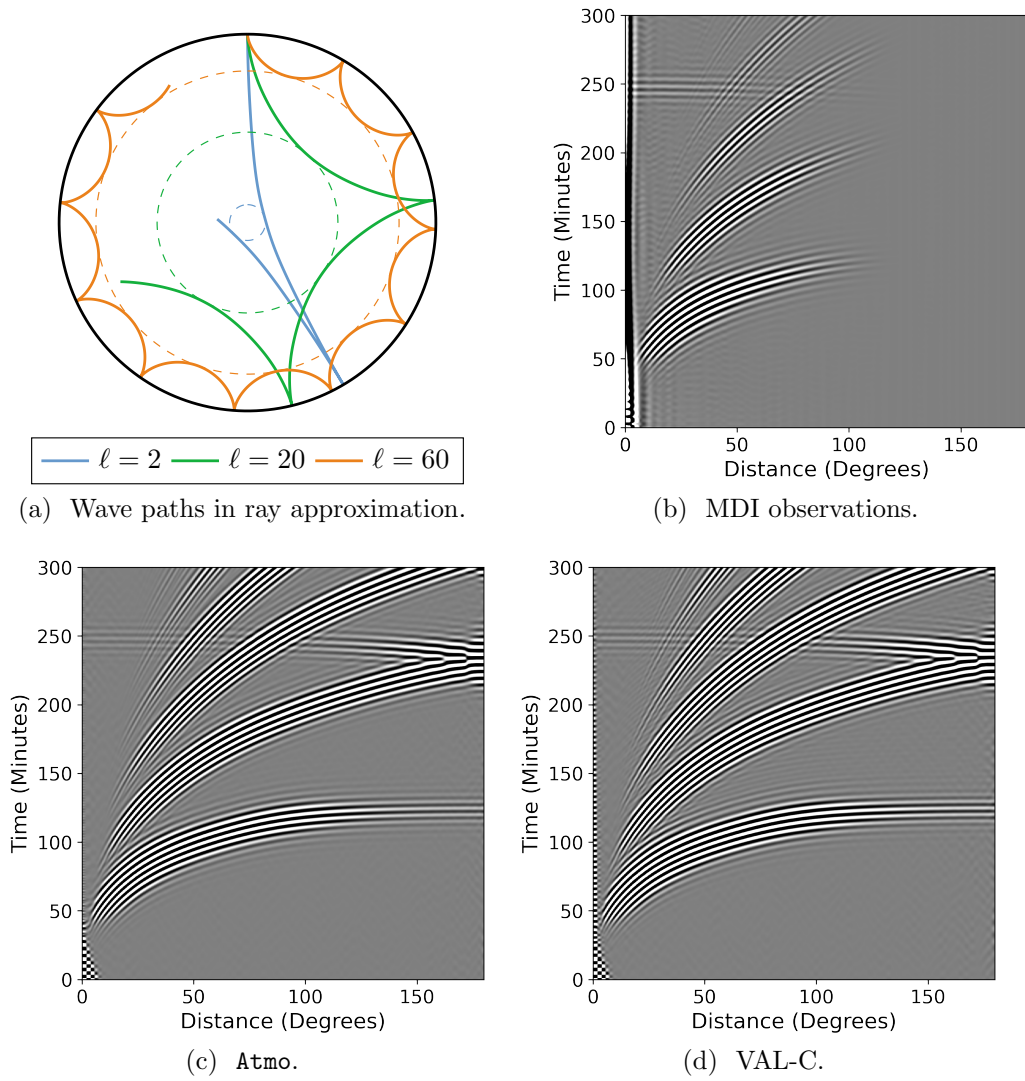 ℓ = 2 ℓ = 20 ℓ = 60
(a) Wave paths in ray approximation.
300
250
200
150
100
50
0
Time (Minutes)
0 50 100 150
Distance (Degrees)
(b) MDI observations.
300
250
200
150
100
50
0
Time (Minutes)
0 50 100 150
Distance (Degrees)
(c) Atmo.
300
250
200
150
100
50
0
Time (Minutes)
0 50 100 150
Distance (Degrees)
(d) VAL-C.